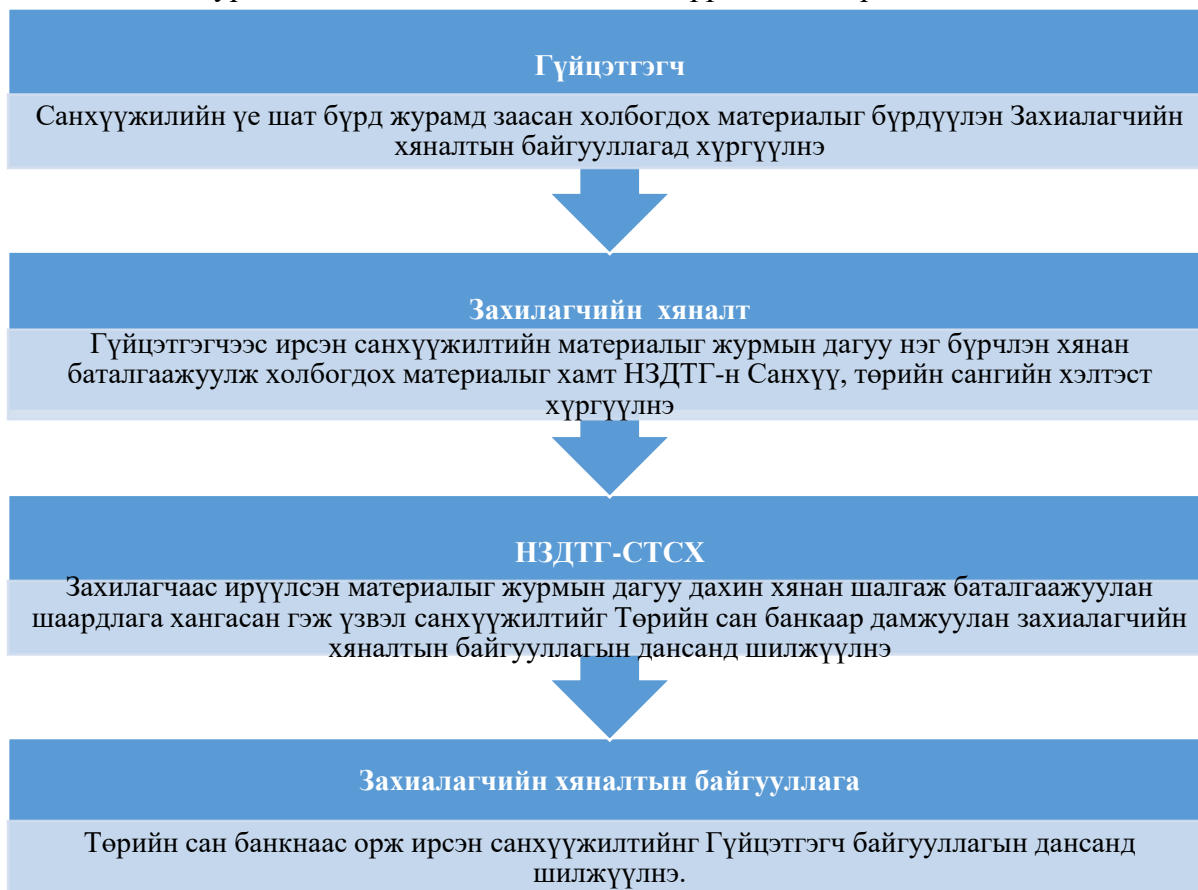 Гүйцэтгэгч
Санхүүжилийн үе шат бүрд журамд заасан холбогдох материалыг бүрдүүлэн Захиалагчийн
хяналтын байгууллагад хүргүүлнэ
Захилагчийн хяналт
Гүйцэтгэгчээс ирсэн санхүүжилтийн материалыг журмын дагуу нэг бүрчлэн хянан
баталгаажуулж холбогдох материалыг хамт НЗДТГ-н Санхүү, төрийн сангийн хэлтэст
хүргүүлнэ
НЗДТГ-СТСХ
Захилагчаас ирүүлсэн материалыг журмын дагуу дахин хянан шалгаж баталгаажуулан
шаардлага хангасан гэж үзвэл санхүүжилтийг Төрийн сан банкаар дамжуулан захиалагчийн
хяналтын байгууллагын дансанд шилжүүлнэ
Захиалагчийн хяналтын байгууллага
Төрийн сан банкнаас орж ирсэн санхүүжилтийнг Гүйцэтгэгч байгууллагын дансанд
шилжүүлнэ.